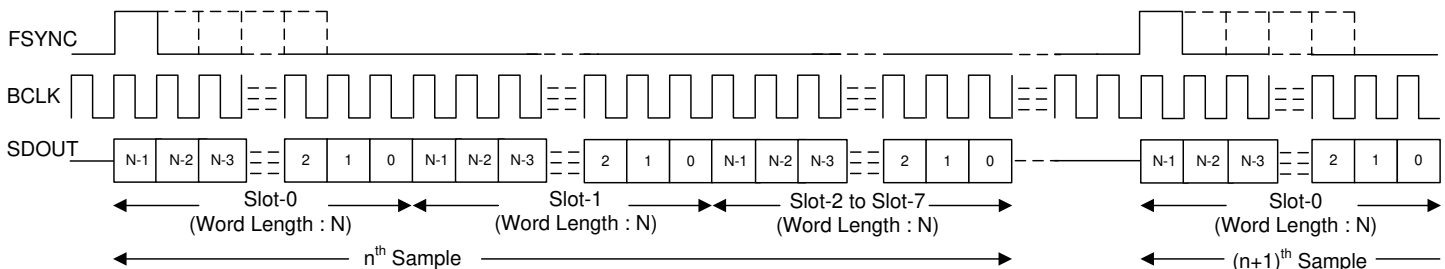 FSYNC
BCLK
SDOUT N-1 N-2 N-3 2 1 0 N-1 N-2 N-3 2 1 0 N-1 N-2 N-3 2 1 0 N-1 N-2 N-3 2 1 0
Slot-0 Slot-1 Slot-2 to Slot-7 Slot-0
(Word Length : N) (Word Length : N) (Word Length : N) (Word Length : N)
nth Sample (n+1)th Sample